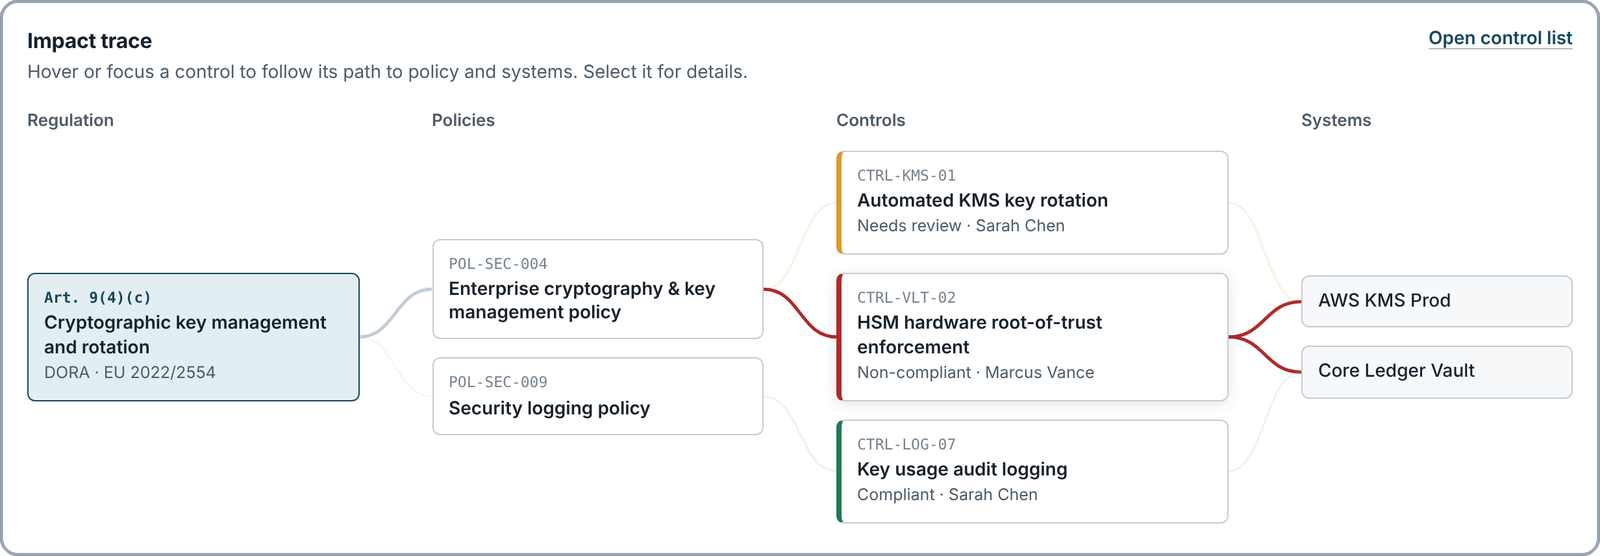 Impact trace
Open control list
Hover or focus a control to follow its path to policy and systems. Select it for details.
Regulation
Policies
Controls
Systems
Art. 9(4)(c)
Cryptographic key management
and rotation
DORA · EU 2022/2554
POL-SEC-004
Enterprise cryptography & key
management policy
POL-SEC-009
Security logging policy
CTRL-KMS-01
Automated KMS key rotation
Needs review · Sarah Chen
CTRL-VLT-02
HSM hardware root-of-trust
enforcement
Non-compliant · Marcus Vance
CTRL-LOG-07
Key usage audit logging
Compliant · Sarah Chen
AWS KMS Prod
Core Ledger Vault